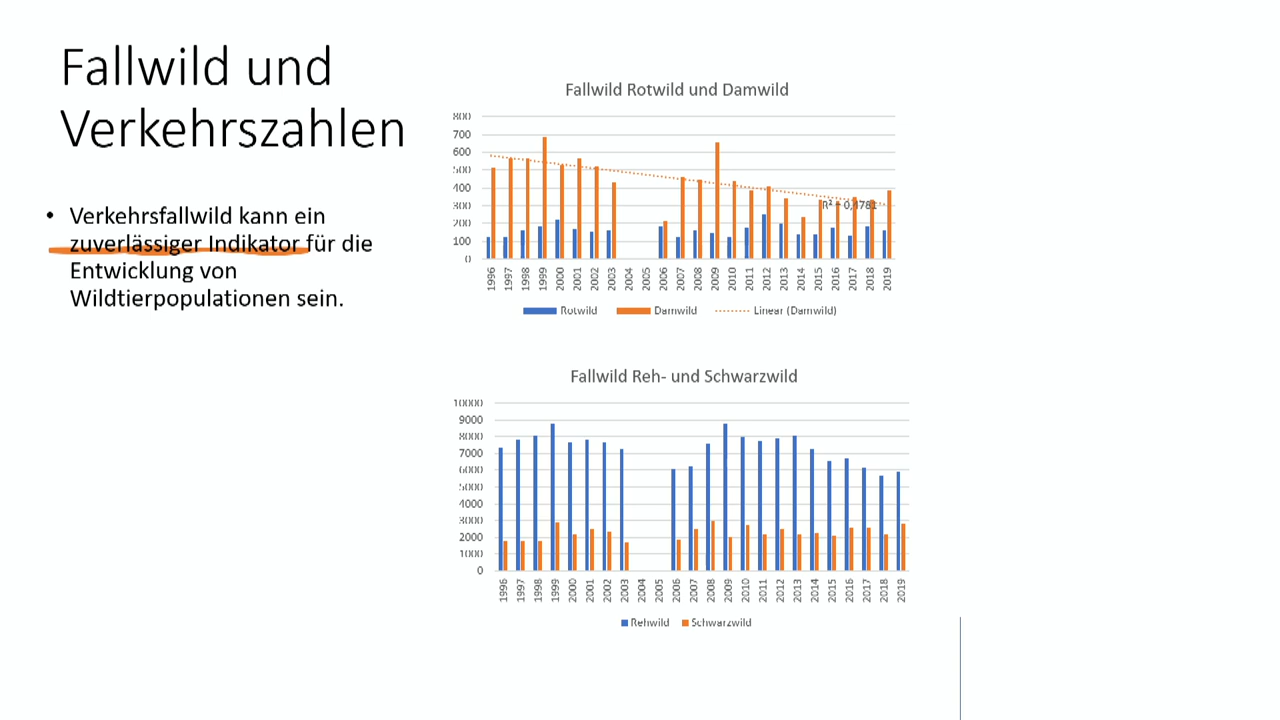 Fallwild und
Verkehrszahlen
• Verkehrsfallwild kann ein
zuverlässiger Indikator für die
Entwicklung von
Wildtierpopulationen sein.
Fallwild Rotwild und Damwild
800
700
600
500
400
300
200
100
0
R² = 0,4781
1996 1997 1998 1999 2000 2001 2002 2003 2004 2005 2006 2007 2008 2009 2010 2011 2012 2013 2014 2015 2016 2017 2018 2019
Rotwild Damwild Linear (Damwild)
Fallwild Reh- und Schwarzwild
10000
9000
8000
7000
6000
5000
4000
3000
2000
1000
0
1996 1997 1998 1999 2000 2001 2002 2003 2004 2005 2006 2007 2008 2009 2010 2011 2012 2013 2014 2015 2016 2017 2018 2019
Rehwild Schwarzwild